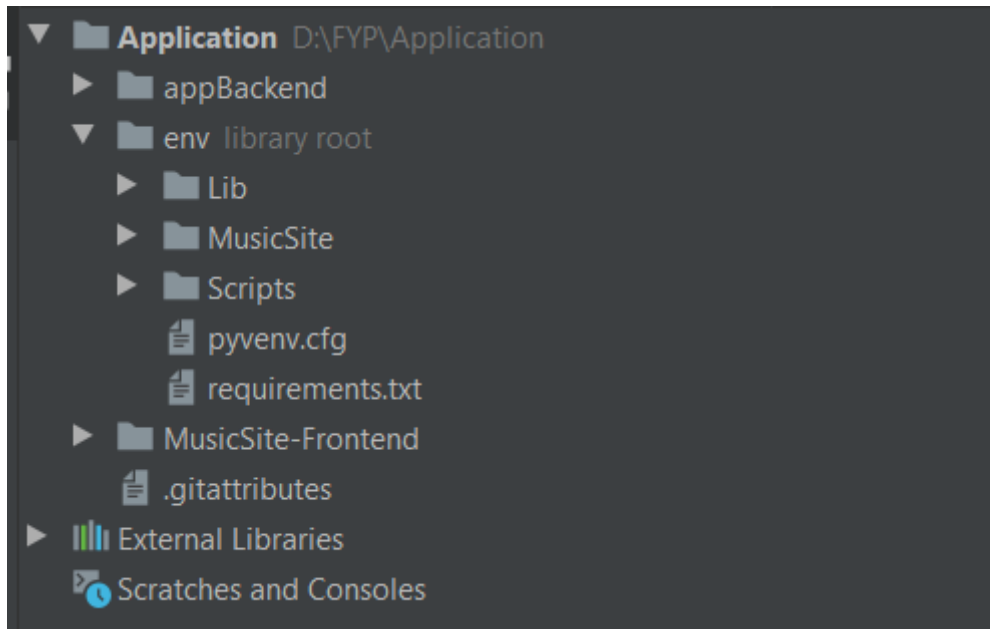 Application D:\FYP\Application
appBackend
env library root
Lib
MusicSite
Scripts
pyvenv.cfg
requirements.txt
MusicSite-Frontend
.gitattributes
External Libraries
Scratches and Consoles